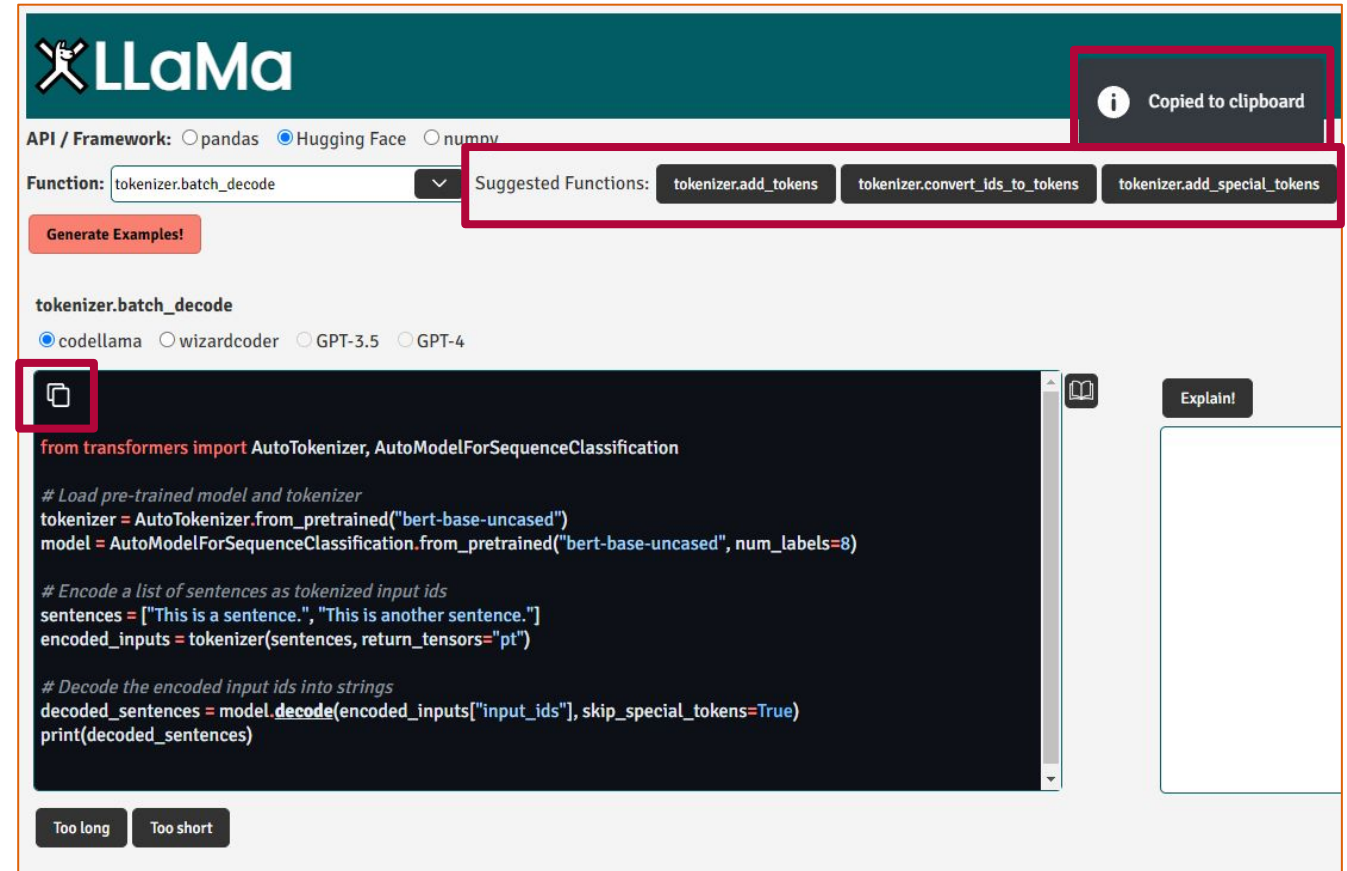 LLaMa
Copied to clipboard
API / Framework: pandas Hugging Face numpy
Function: tokenizer.batch_decode Suggested Functions: tokenizer.add_tokens tokenizer.convert_ids_to_tokens tokenizer.add_special_tokens
Generate Examples!
tokenizer.batch_decode
codellama wizardcoder GPT-3.5 GPT-4
Explain!
from transformers import AutoTokenizer, AutoModelForSequenceClassification
# Load pre-trained model and tokenizer
tokenizer = AutoTokenizer.from_pretrained("bert-base-uncased")
model = AutoModelForSequenceClassification.from_pretrained("bert-base-uncased", num_labels=8)
# Encode a list of sentences as tokenized input ids
sentences = ["This is a sentence.", "This is another sentence."]
encoded_inputs = tokenizer(sentences, return_tensors="pt")
# Decode the encoded input ids into strings
decoded_sentences = model.decode(encoded_inputs["input_ids"], skip_special_tokens=True)
print(decoded_sentences)
Too long Too short